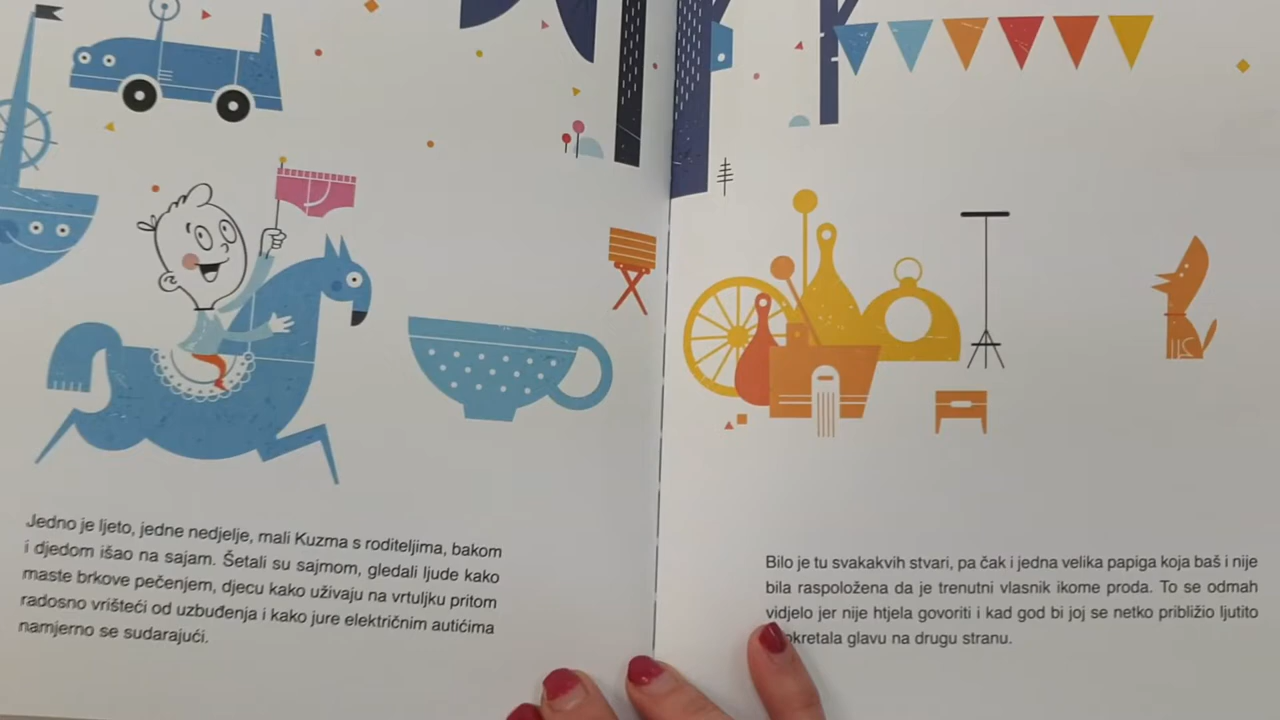 Jedno je ljeto, jedne nedjelje, mali Kuzma s roditeljima, bakom
i djedom išao na sajam. Šetali su sajmom, gledali ljude kako
maste brkove pečenjem, djecu kako uživaju na vrtuljku pritom
radosno vrišteći od uzbuđenja i kako jure električnim autićima
namjerno se sudarajući.
Bilo je tu svakakvih stvari, pa čak i jedna velika papiga koja baš i nije
bila raspoložena da je trenutni vlasnik ikome proda. To se odmah
vidjelo jer nije htjela govoriti i kad god bi joj se netko približio ljutito
glavu na drugu stranu.